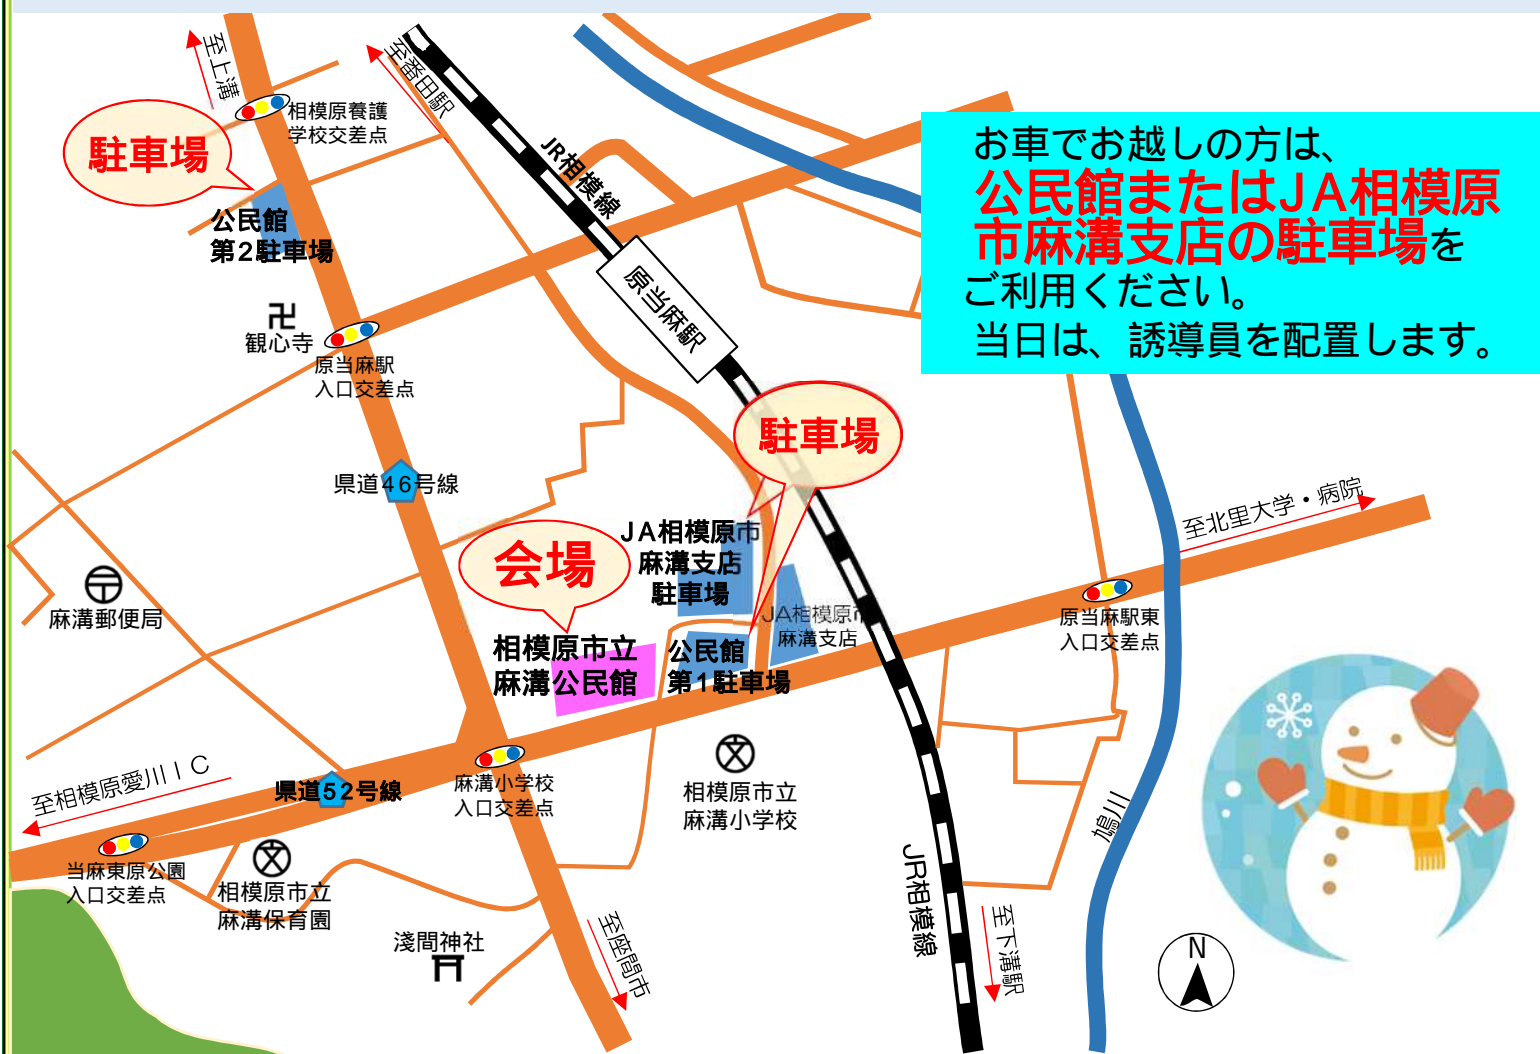 至上溝
至番田駅
相模原養護
学校交差点
駐車場
JR相模線
お車でお越しの方は、
公民館またはJA相模原
市麻溝支店の駐車場を
ご利用ください。
当日は、誘導員を配置します。
公民館
第2駐車場
原当麻駅
観心寺
原当麻駅
入口交差点
駐車場
県道46号線
至北里大学・病院
JA相模原市
麻溝支店
駐車場
会場
麻溝郵便局
JA相模原市
麻溝支店
原当麻駅東
入口交差点
相模原市立
麻溝公民館
公民館
第1駐車場
至相模原愛川IC
県道52号線
麻溝小学校
入口交差点
相模原市立
麻溝小学校
鳩川
当麻東原公園
入口交差点
相模原市立
麻溝保育園
JR相模線
淺間神社
至座間市
至下溝駅
N